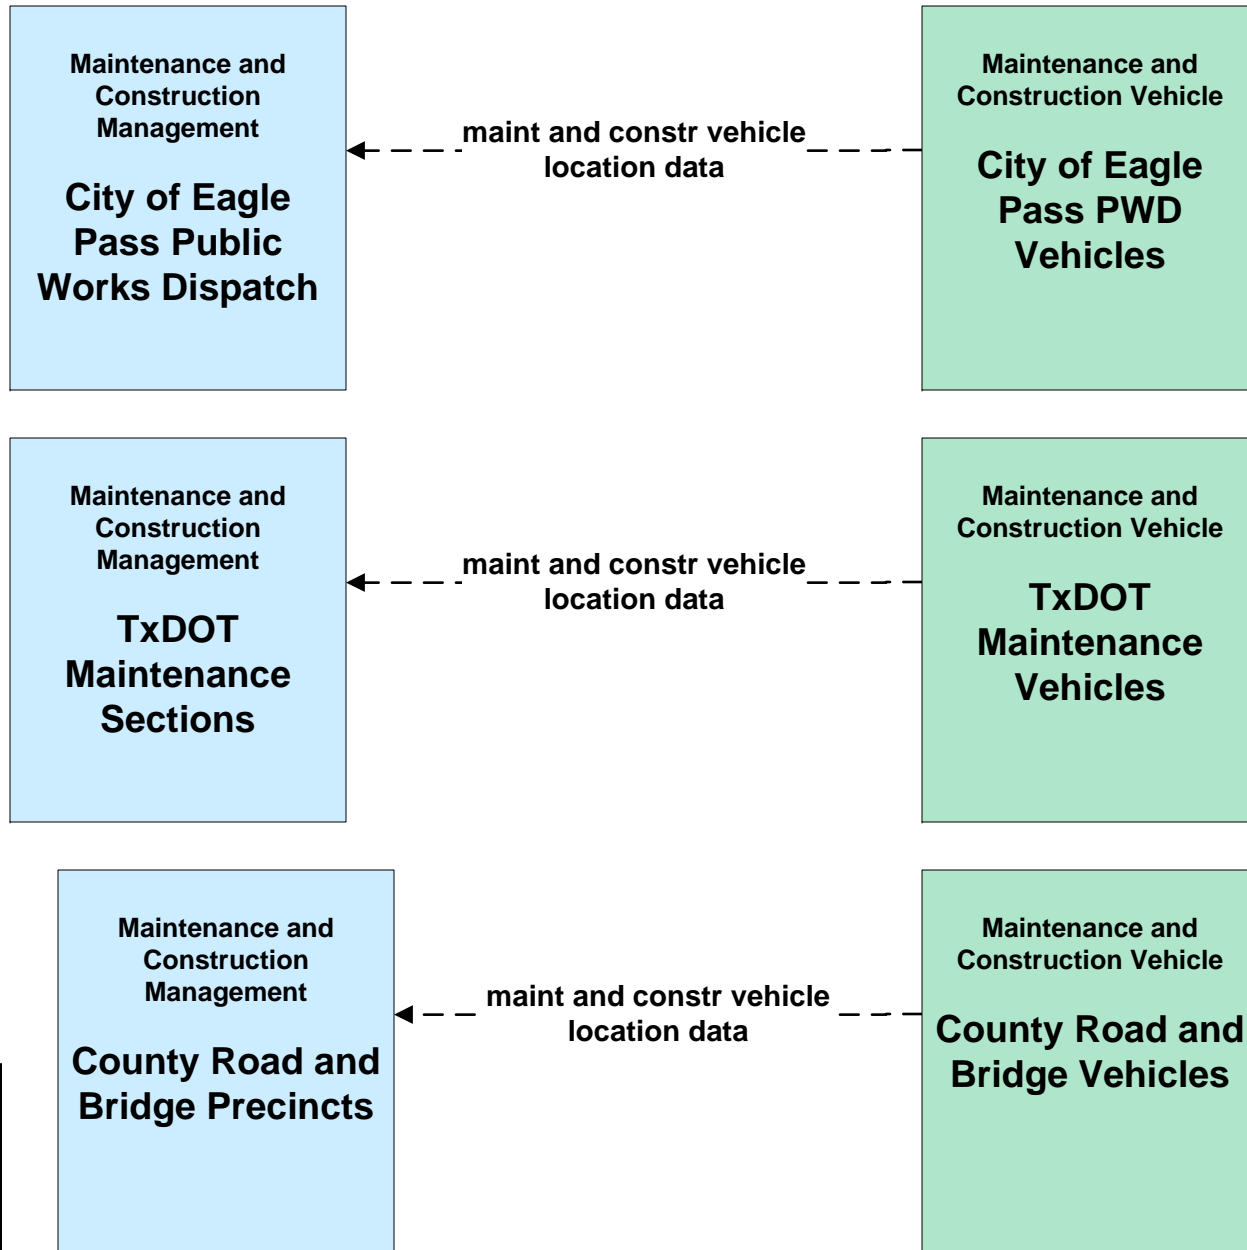 Maintenance and
Construction
Management
City of Eagle
Pass Public
Works Dispatch
maint and constr vehicle
location data
Maintenance and
Construction Vehicle
City of Eagle
Pass PWD
Vehicles
Maintenance and
Construction
Management
TxDOT
Maintenance
Sections
maint and constr vehicle
location data
Maintenance and
Construction Vehicle
TxDOT
Maintenance
Vehicles
Maintenance and
Construction
Management
County Road and
Bridge Precincts
maint and constr vehicle
location data
Maintenance and
Construction Vehicle
County Road and
Bridge Vehicles